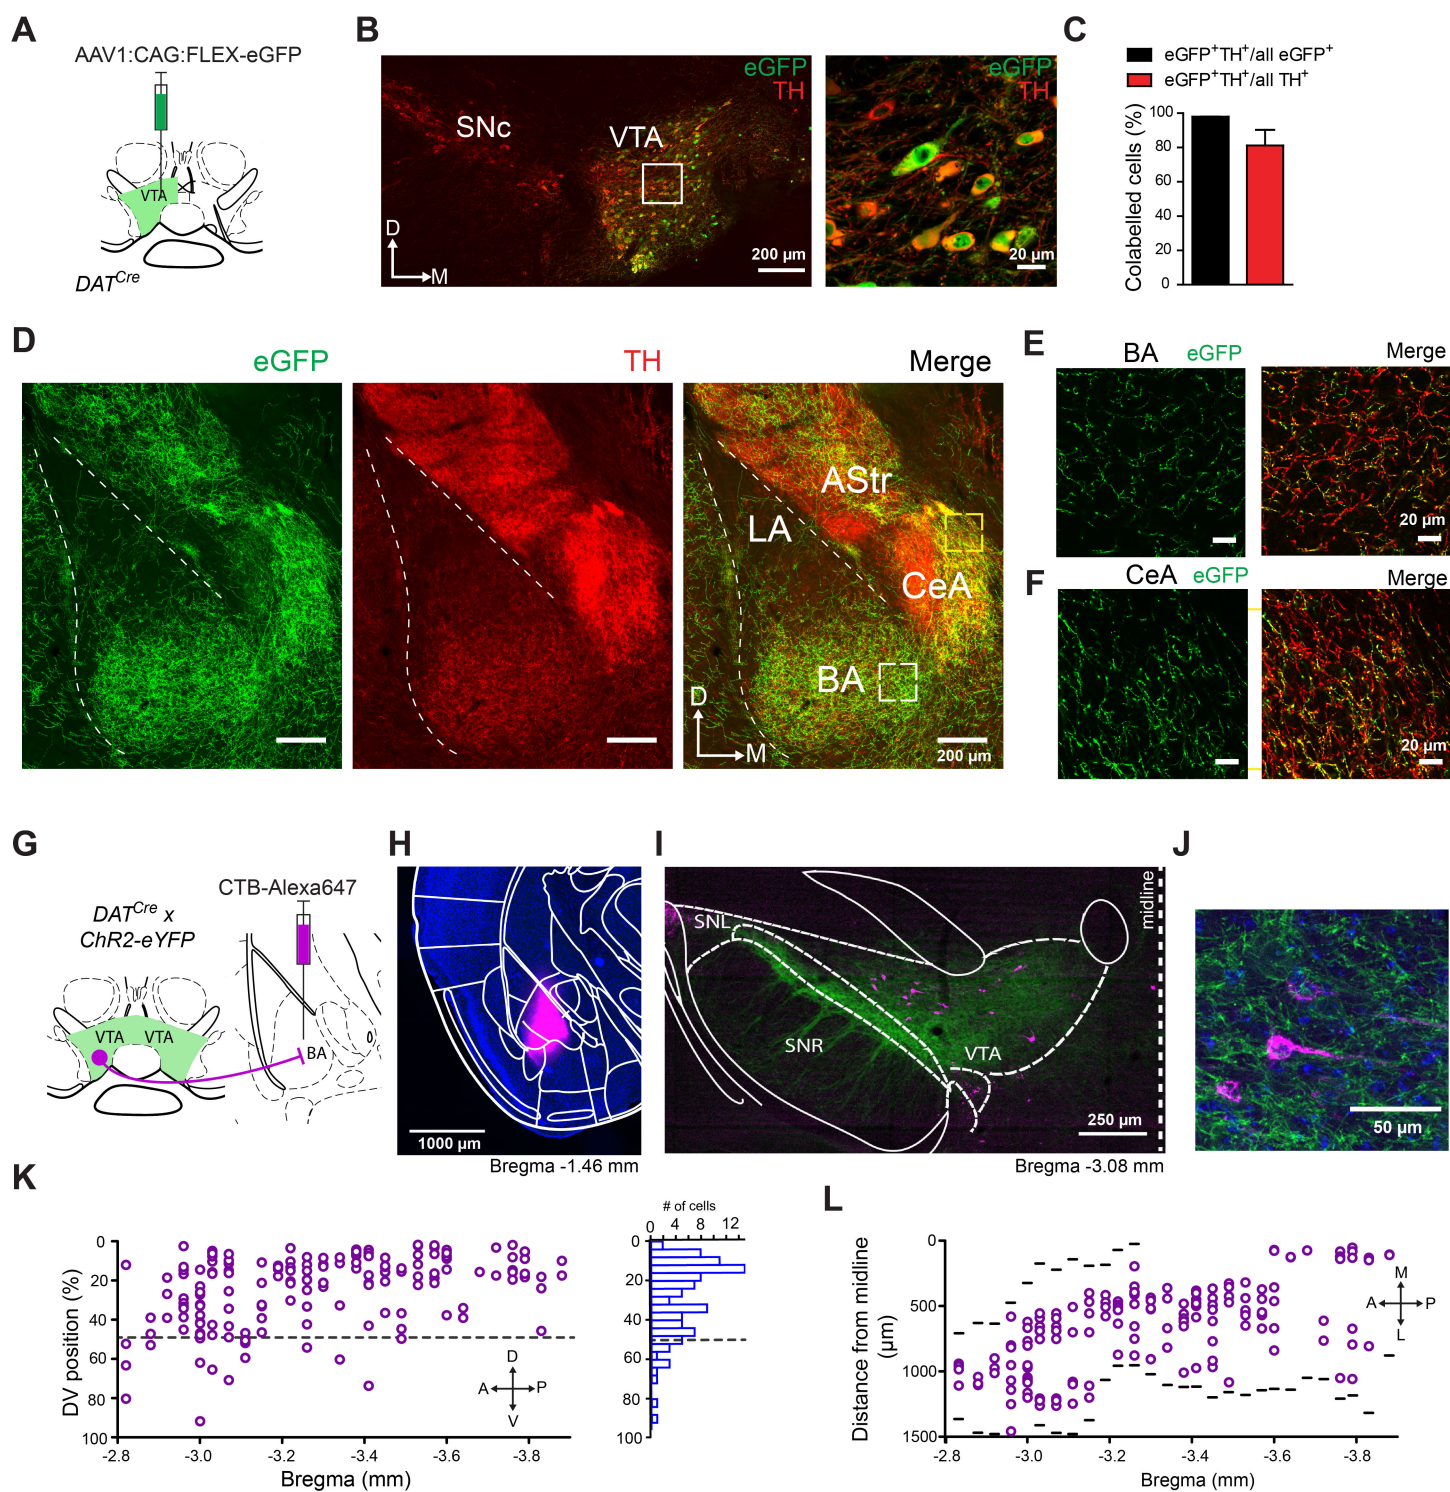 A
AAV1:CAG:FLEX-eGFP
VTA
DAT^Cre
B
eGFP
TH
SNc
VTA
D
M
200 µm
eGFP
TH
20 µm
C
eGFP+TH+/all eGFP+
eGFP+TH+/all TH+
Colabelled cells (%)
100
80
60
40
20
0
D
eGFP
TH
Merge
AStr
LA
CeA
BA
D
M
200 µm
E
BA
eGFP
Merge
20 µm
F
CeA
eGFP
Merge
20 µm
G
CTB-Alexa647
DAT^Cre x
ChR2-eYFP
VTA
VTA
BA
H
1000 µm
Bregma -1.46 mm
I
SNL
SNR
VTA
midline
250 µm
Bregma -3.08 mm
J
50 µm
K
DV position (%)
0
20
40
60
80
100
D
A
P
V
-2.8
-3.0
-3.2
-3.4
-3.6
-3.8
Bregma (mm)
# of cells
0
4
8
12
0
20
40
60
80
100
L
Distance from midline
(µm)
0
500
1000
1500
M
A
P
L
-2.8
-3.0
-3.2
-3.4
-3.6
-3.8
Bregma (mm)